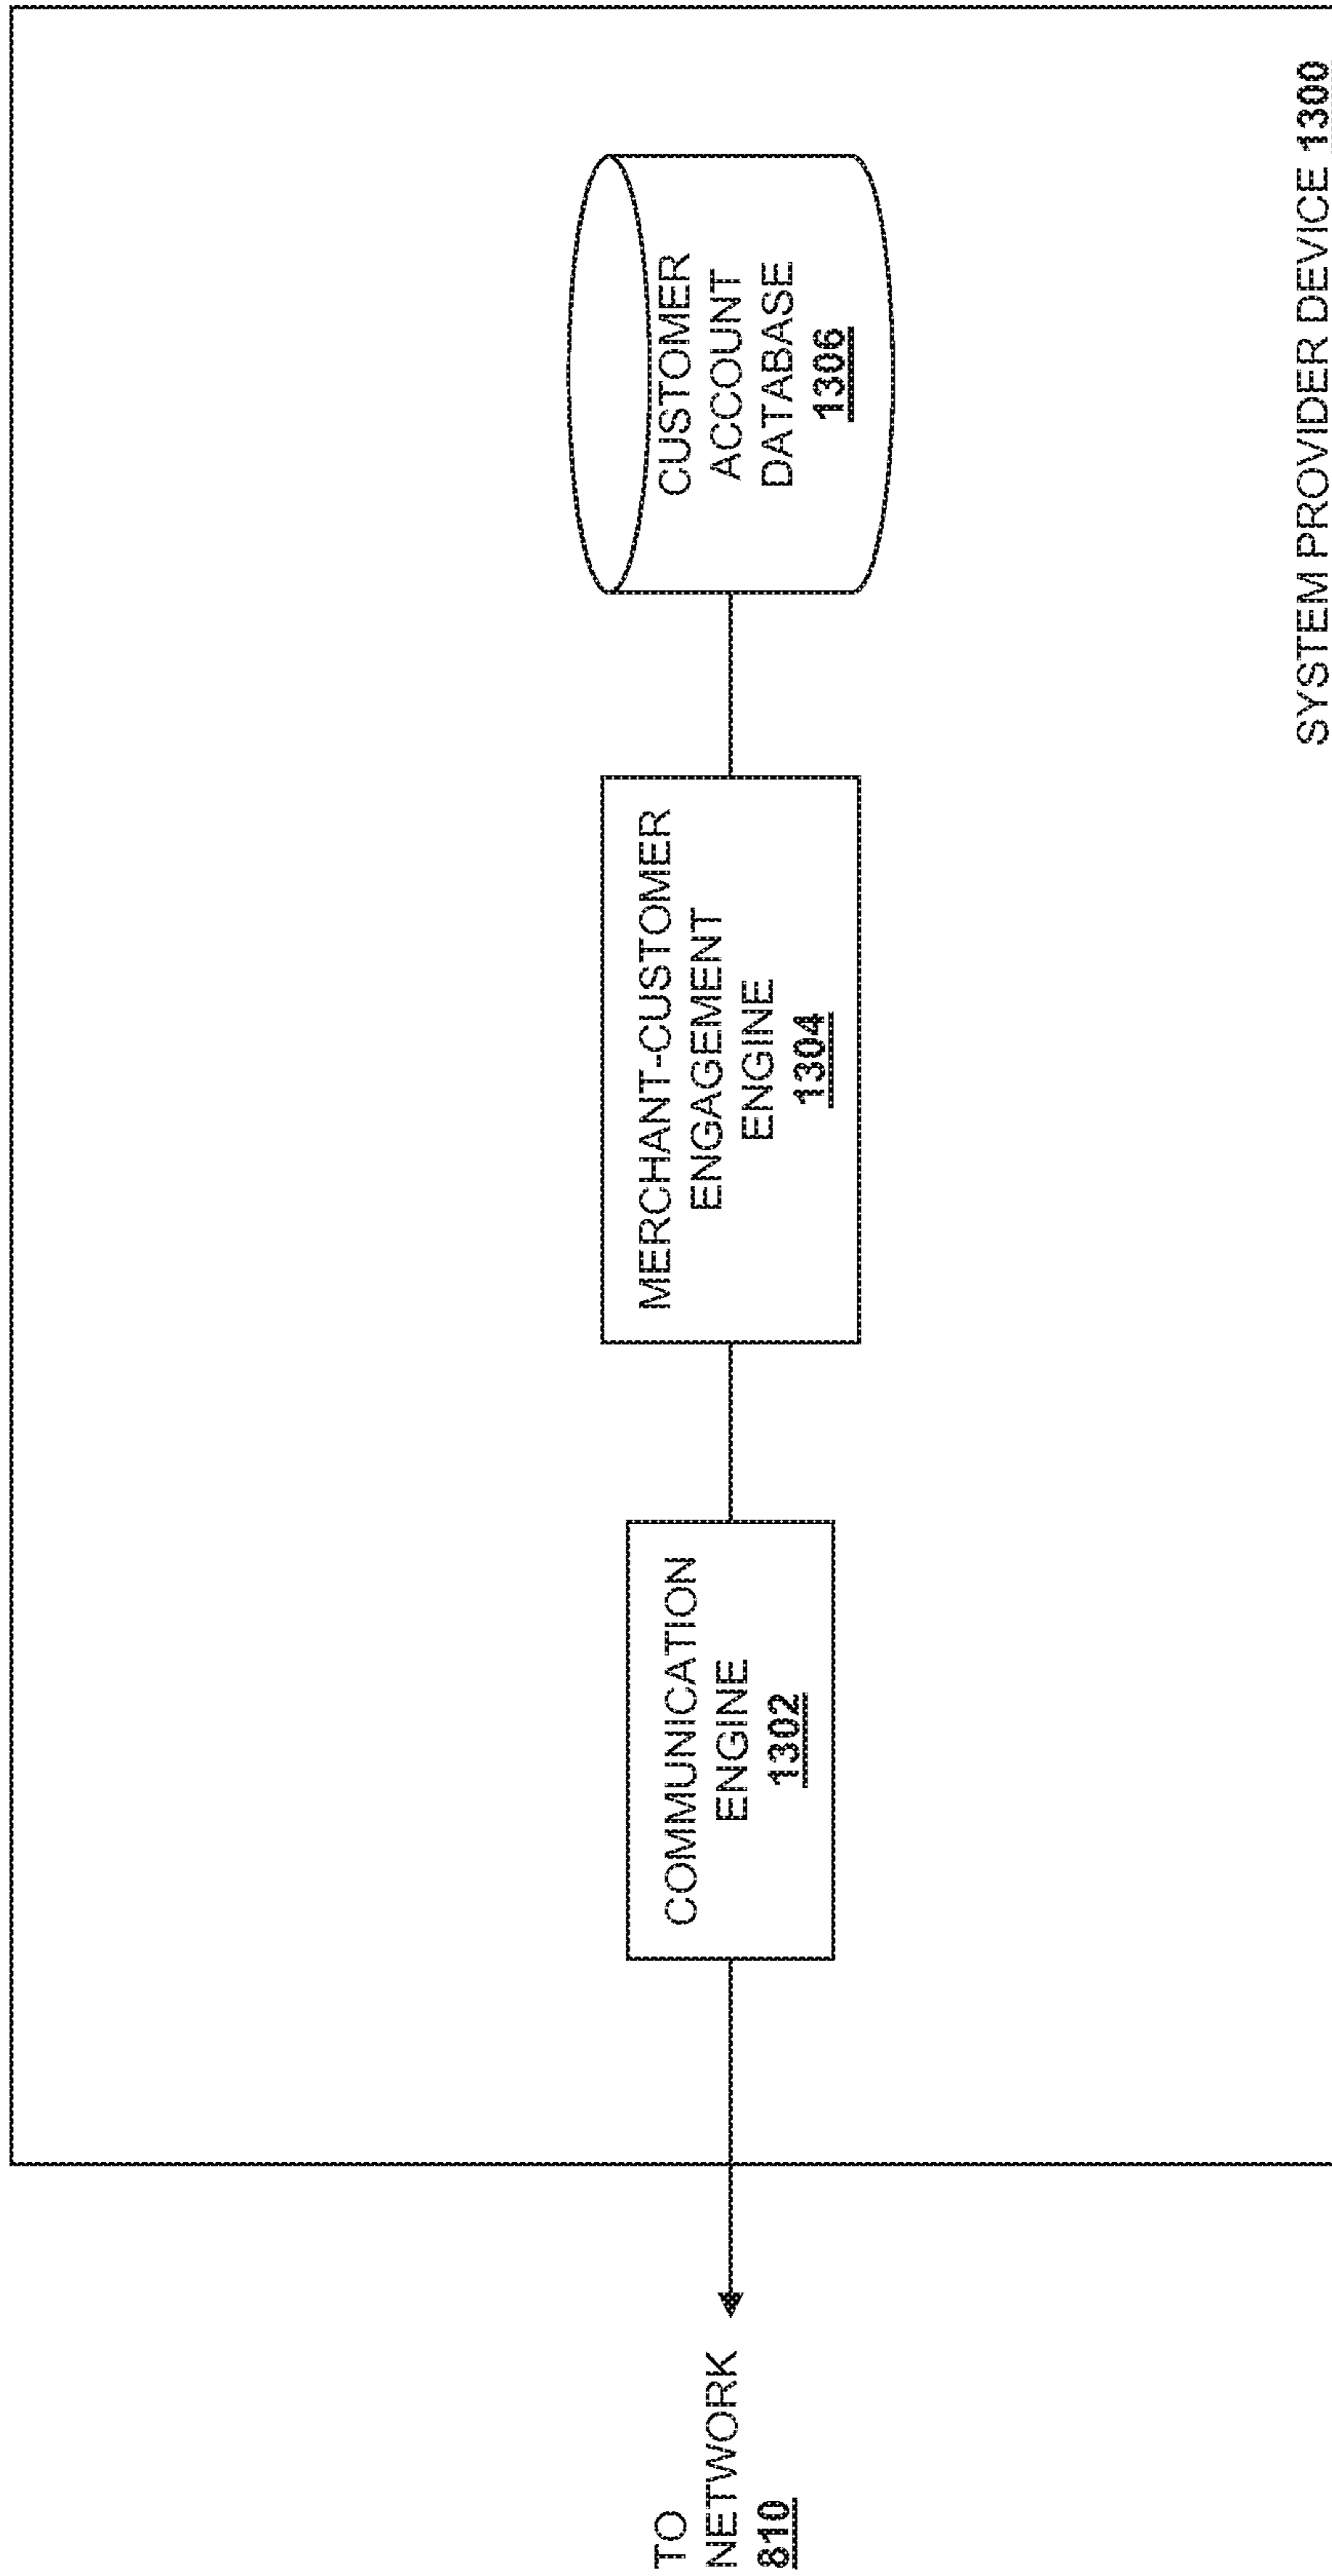 TO
NETWORK
810
COMMUNICATION
ENGINE
1302
MERCHANT-CUSTOMER
ENGAGEMENT
ENGINE
1304
CUSTOMER
ACCOUNT
DATABASE
1306
SYSTEM PROVIDER DEVICE 1300